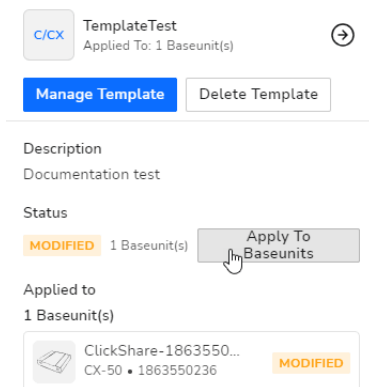 C/CX
TemplateTest
Applied To: 1 Baseunit(s)
Manage Template
Delete Template
Description
Documentation test
Status
MODIFIED
1 Baseunit(s)
Apply To
Baseunits
Applied to
1 Baseunit(s)
ClickShare-1863550...
CX-50 • 1863550236
MODIFIED